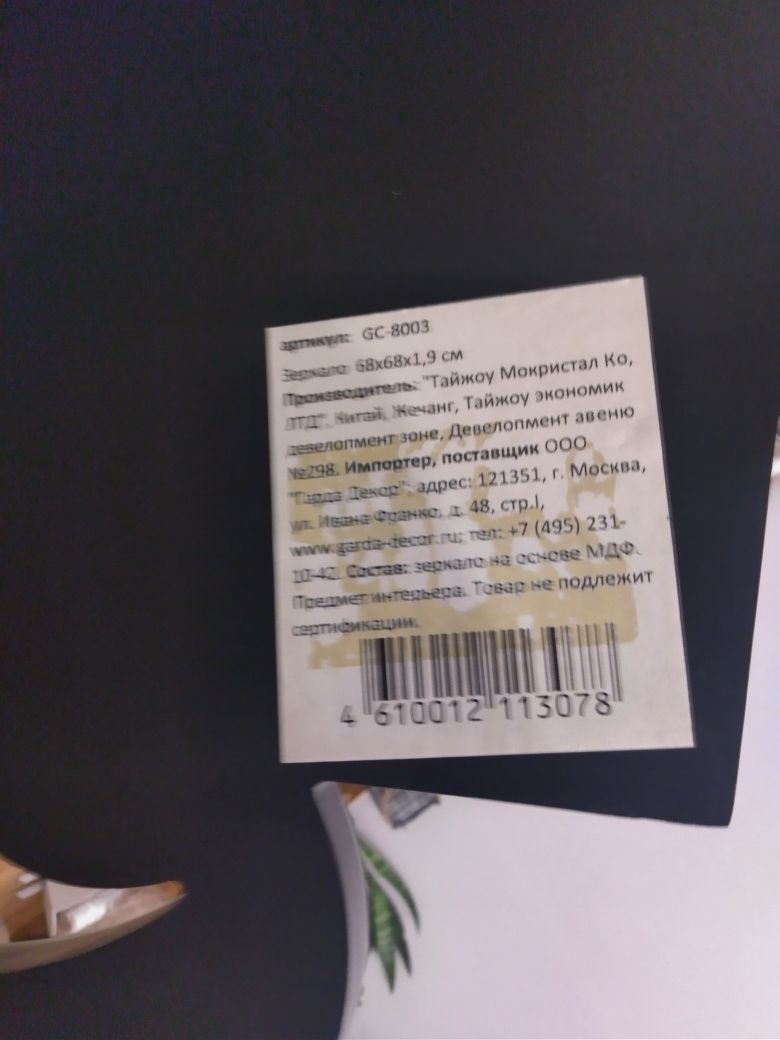 артикул: GC-8003
Зеркало 68х68х1,9 см
Производитель: "Тайжоу Мокристал Ко,
ЛТД". Китай, Жечанг, Тайжоу экономик
девелопмент зоне, Девелопмент авеню
№298. Импортер, поставщик ООО
"Гарда Декор"; адрес: 121351, г. Москва,
ул. Ивана Франко, д. 48, стр.I,
www.garda-decor.ru; тел: +7 (495) 231-
10-42. Состав: зеркало на основе МДФ.
Предмет интерьера. Товар не подлежит
сертификации.
4 610012 113078